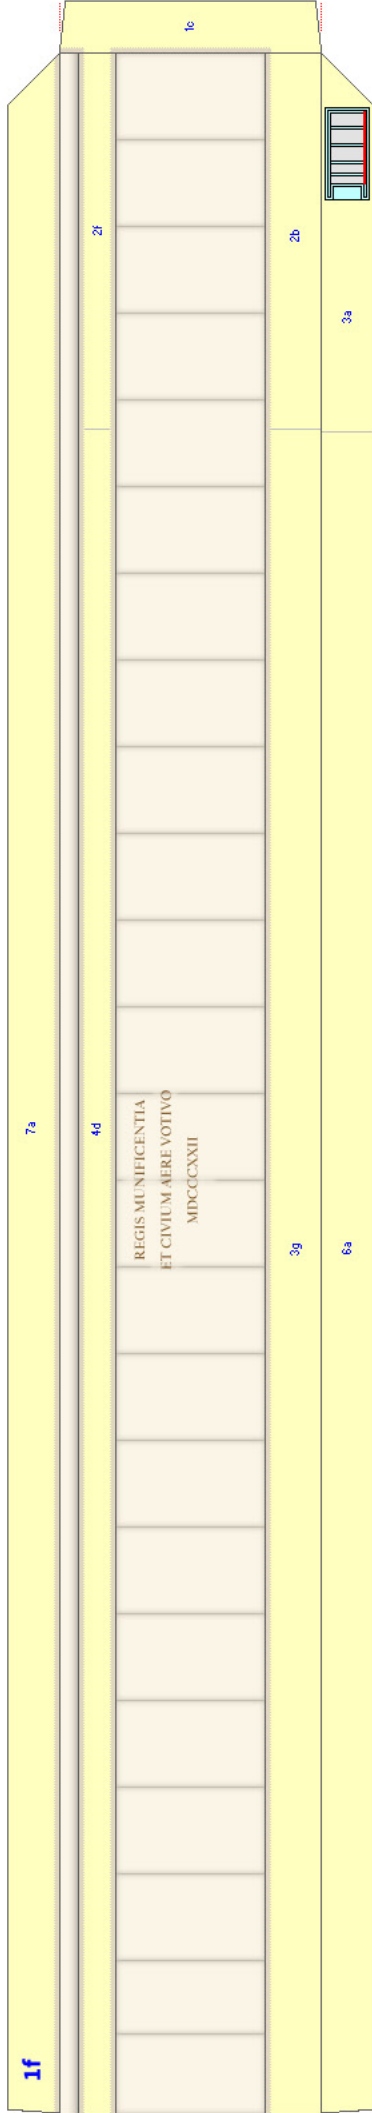 1c
2f
2b
3a
7a
4d
REGIS MUNIFICENTIA
ET CIVIUM AERE VOTIVO
MDCCCXXII
3g
6a
1f